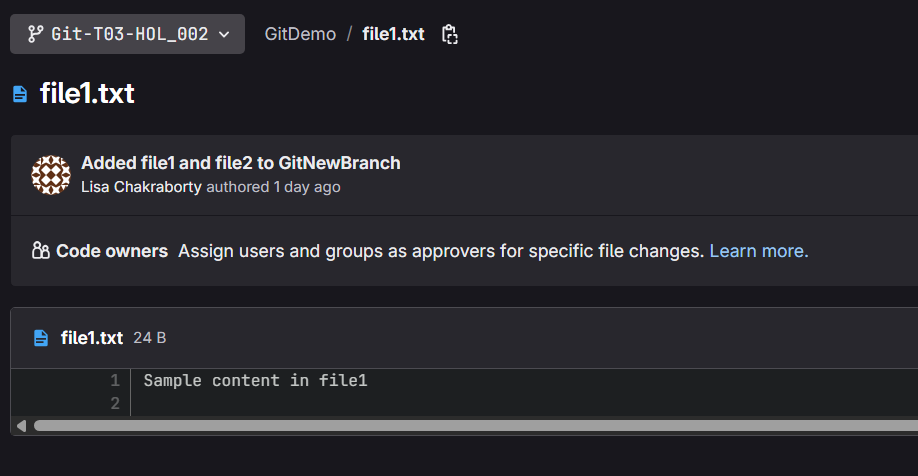 Git-T03-HOL_002 GitDemo / file1.txt
file1.txt
Added file1 and file2 to GitNewBranch
Lisa Chakraborty authored 1 day ago
Code owners Assign users and groups as approvers for specific file changes. Learn more.
file1.txt 24 B
1 Sample content in file1
2